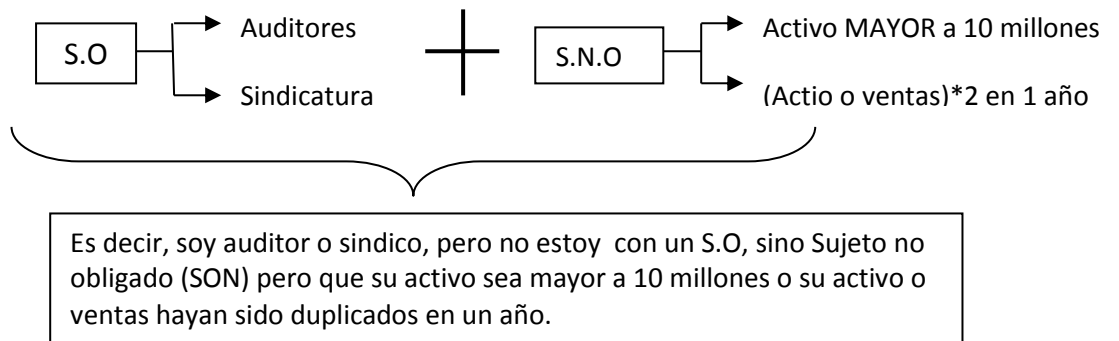 S.O
Auditores
Sindicatura
S.N.O
Activo MAYOR a 10 millones
(Actio o ventas)*2 en 1 año
Es decir, soy auditor o sindico, pero no estoy con un S.O, sino Sujeto no
obligado (SON) pero que su activo sea mayor a 10 millones o su activo o
ventas hayan sido duplicados en un año.